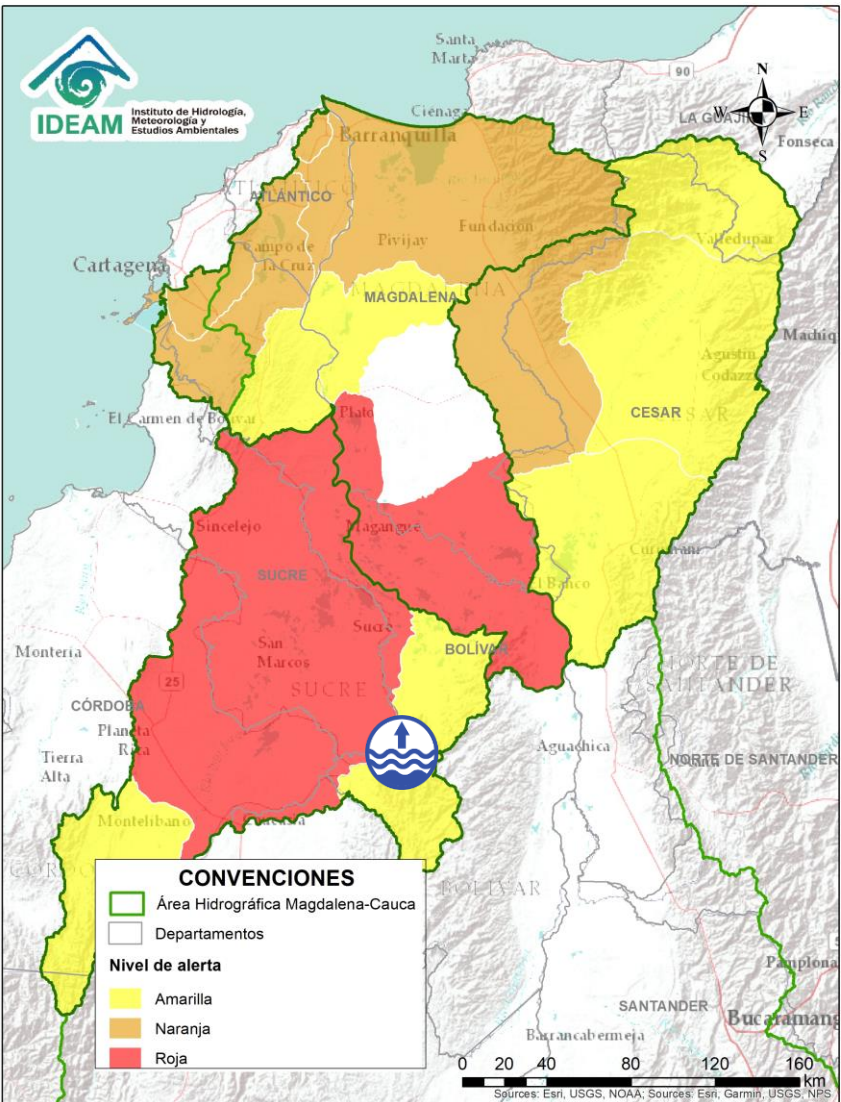 IDEAM
Instituto de Hidrología,
Meteorología y
Estudios Ambientales
Santa
Marta
90
N
W
E
S
LA GUAJI
Fonseca
Ciénaga
Barranquilla
ATLÁNTICO
Fundación
Pivijay
Valledupar
Campo de
la Cruz
Cartagena
MAGDALENA
Agustín
Codazzi
CESAR
El Carmen de Bolívar
Plato
Sincelejo
Magangué
SUCRE
El Banco
Sucre
BOLÍVAR
San
Marcos
SUCRE
Montería
25
CÓRDOBA
Planeta
Rica
Tierra
Alta
Aguachica
NORTE DE
SANTANDER
NORTE DE SANTANDER
Montelíbano
BOLÍVAR
CONVENCIONES
Área Hidrográfica Magdalena-Cauca
Departamentos
Nivel de alerta
Amarilla
Naranja
Roja
Pamplona
SANTANDER
Bucaramang
Barrancabermeja
0 20 40 80 120 160
km
Sources: Esri, USGS, NOAA; Sources: Esri, Garmin, USGS, NPS